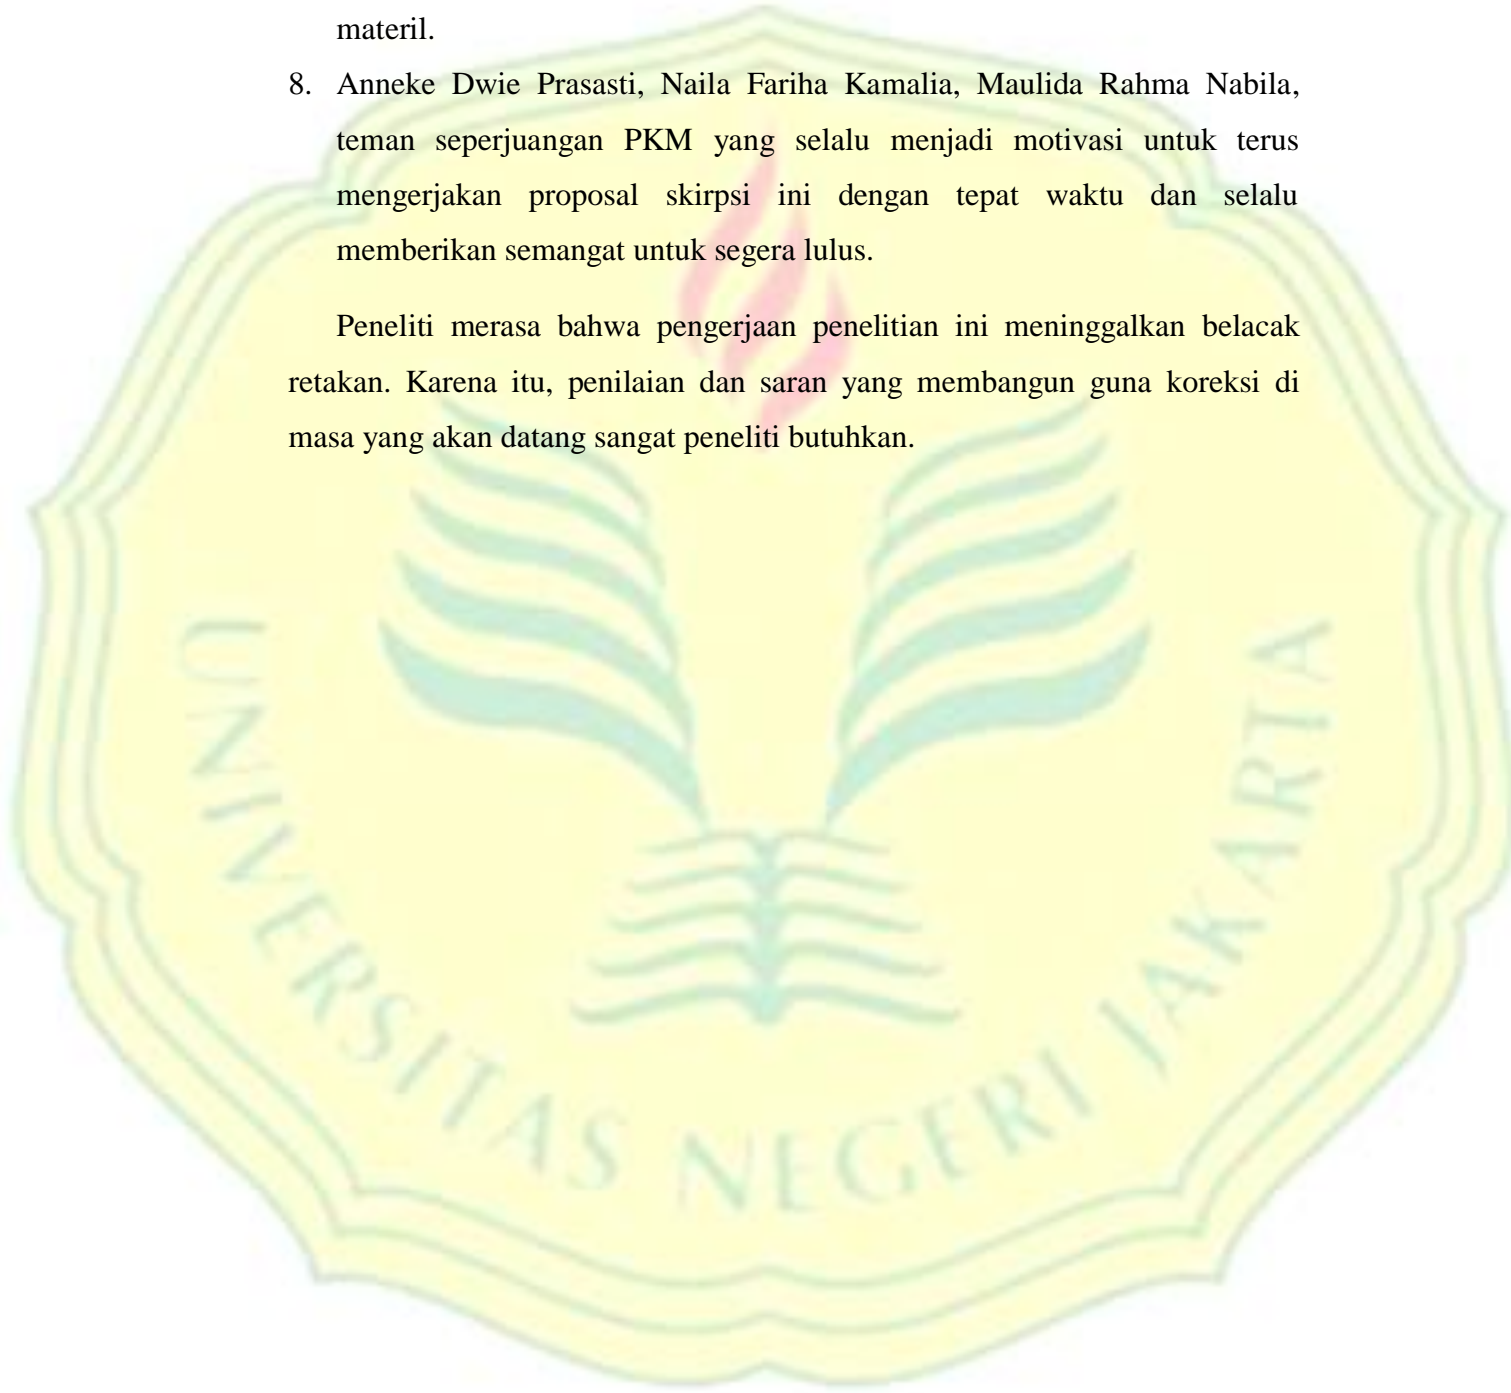 materil.
8. Anneke Dwie Prasasti, Naila Fariha Kamalia, Maulida Rahma Nabila,
teman seperjuangan PKM yang selalu menjadi motivasi untuk terus
mengerjakan proposal skirpsi ini dengan tepat waktu dan selalu
memberikan semangat untuk segera lulus.
Peneliti merasa bahwa pengerjaan penelitian ini meninggalkan belacak
retakan. Karena itu, penilaian dan saran yang membangun guna koreksi di
masa yang akan datang sangat peneliti butuhkan.
UNIVERSITAS NEGERI JAKARTA